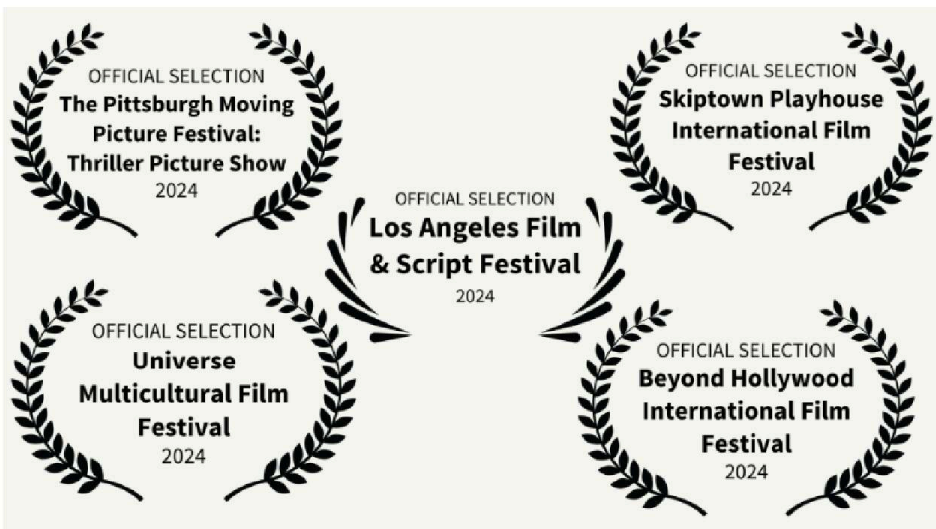 OFFICIAL SELECTION
The Pittsburgh Moving
Picture Festival:
Thriller Picture Show
2024
OFFICIAL SELECTION
Skiptown Playhouse
International Film
Festival
2024
OFFICIAL SELECTION
Los Angeles Film
& Script Festival
2024
OFFICIAL SELECTION
Universe
Multicultural Film
Festival
2024
OFFICIAL SELECTION
Beyond Hollywood
International Film
Festival
2024